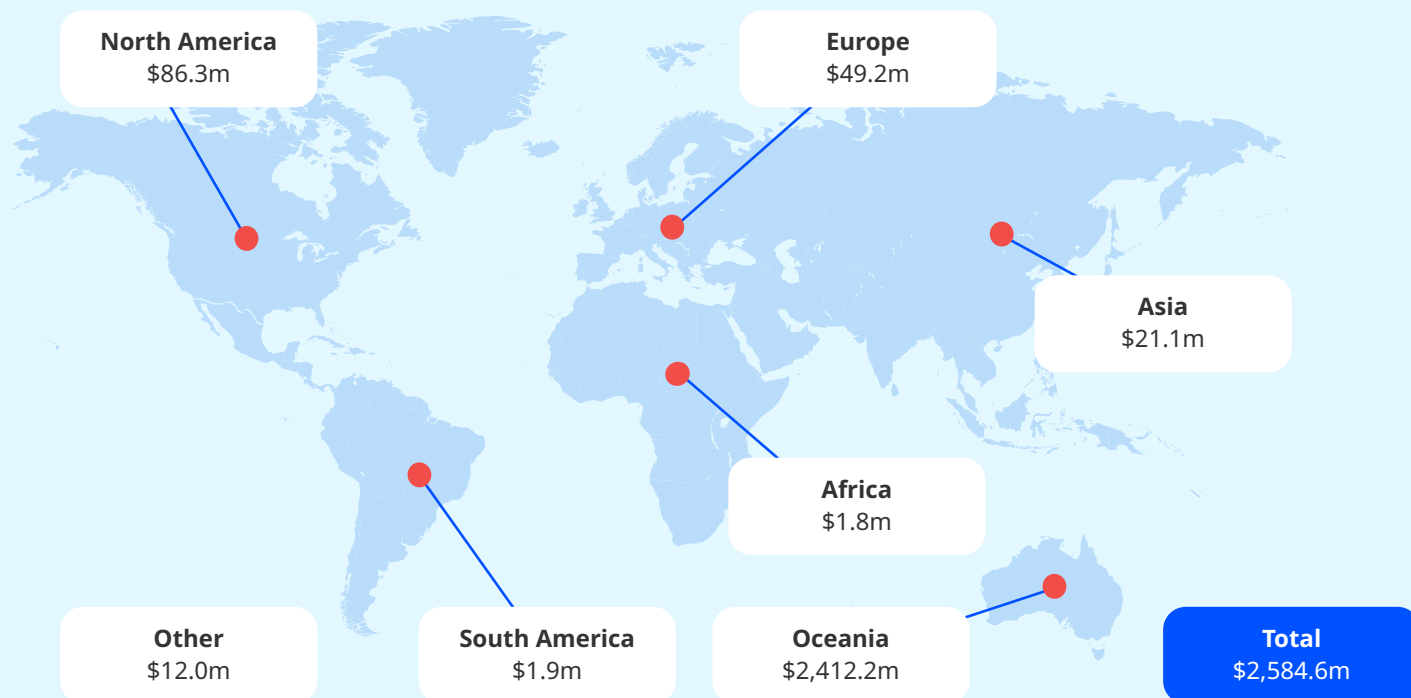 North America
$86.3m
Europe
$49.2m
Asia
$21.1m
Africa
$1.8m
Other
$12.0m
South America
$1.9m
Oceania
$2,412.2m
Total
$2,584.6m